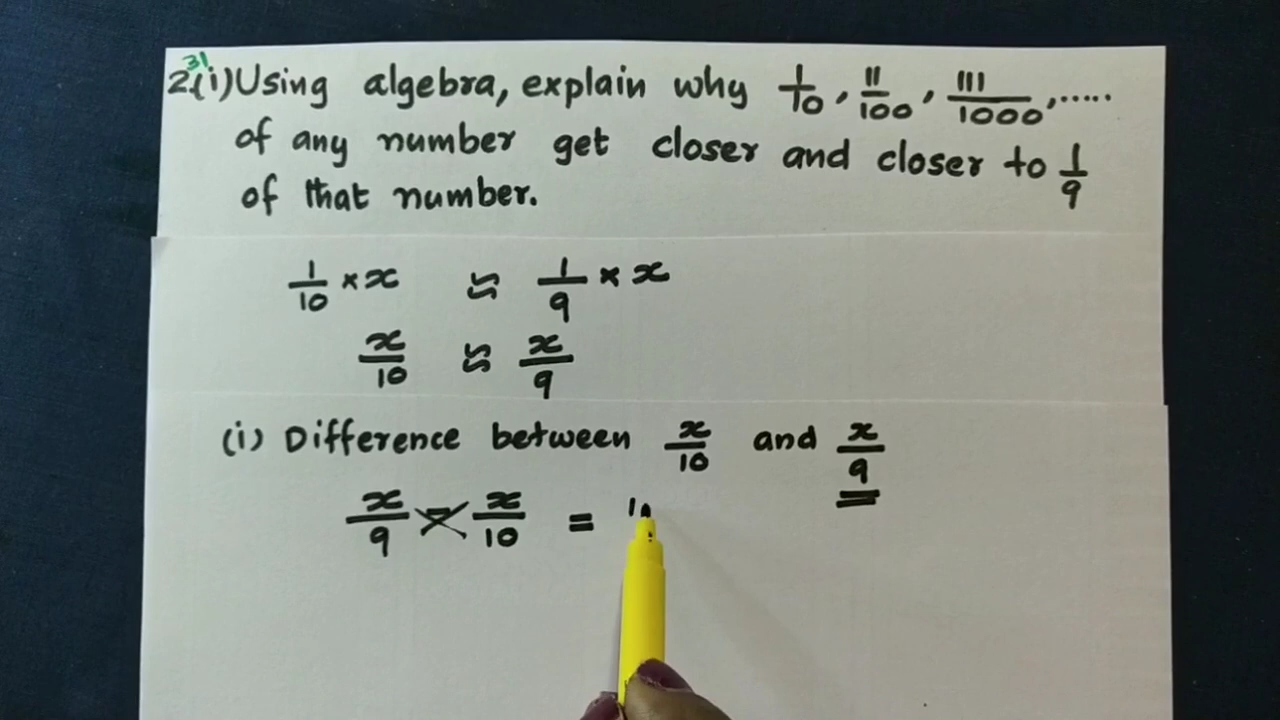 31
2(i) Using algebra, explain why 1/10, 11/100, 111/1000, .....
of any number get closer and closer to 1/9
of that number.
1/10 × x ≈ 1/9 × x
x/10 ≈ x/9
(i) Difference between x/10 and x/9
x/9 - x/10 = 1